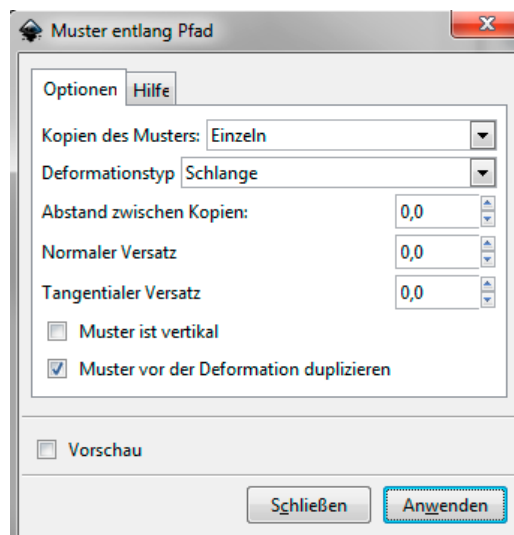 Muster entlang Pfad
Optionen Hilfe
Kopien des Musters: Einzeln
Deformationstyp Schlange
Abstand zwischen Kopien: 0,0
Normaler Versatz 0,0
Tangentialer Versatz 0,0
Muster ist vertikal
Muster vor der Deformation duplizieren
Vorschau
Schließen Anwenden